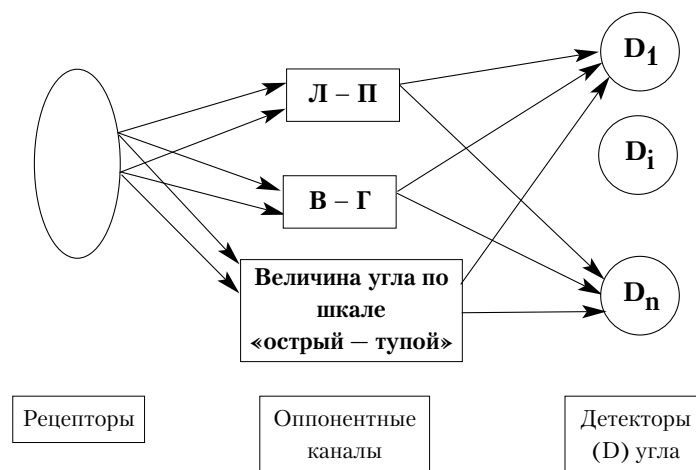 Л – П
D1
В – Г
Di
Величина угла по
шкале
«острый — тупой»
Dn
Рецепторы
Оппонентные
каналы
Детекторы
(D) угла